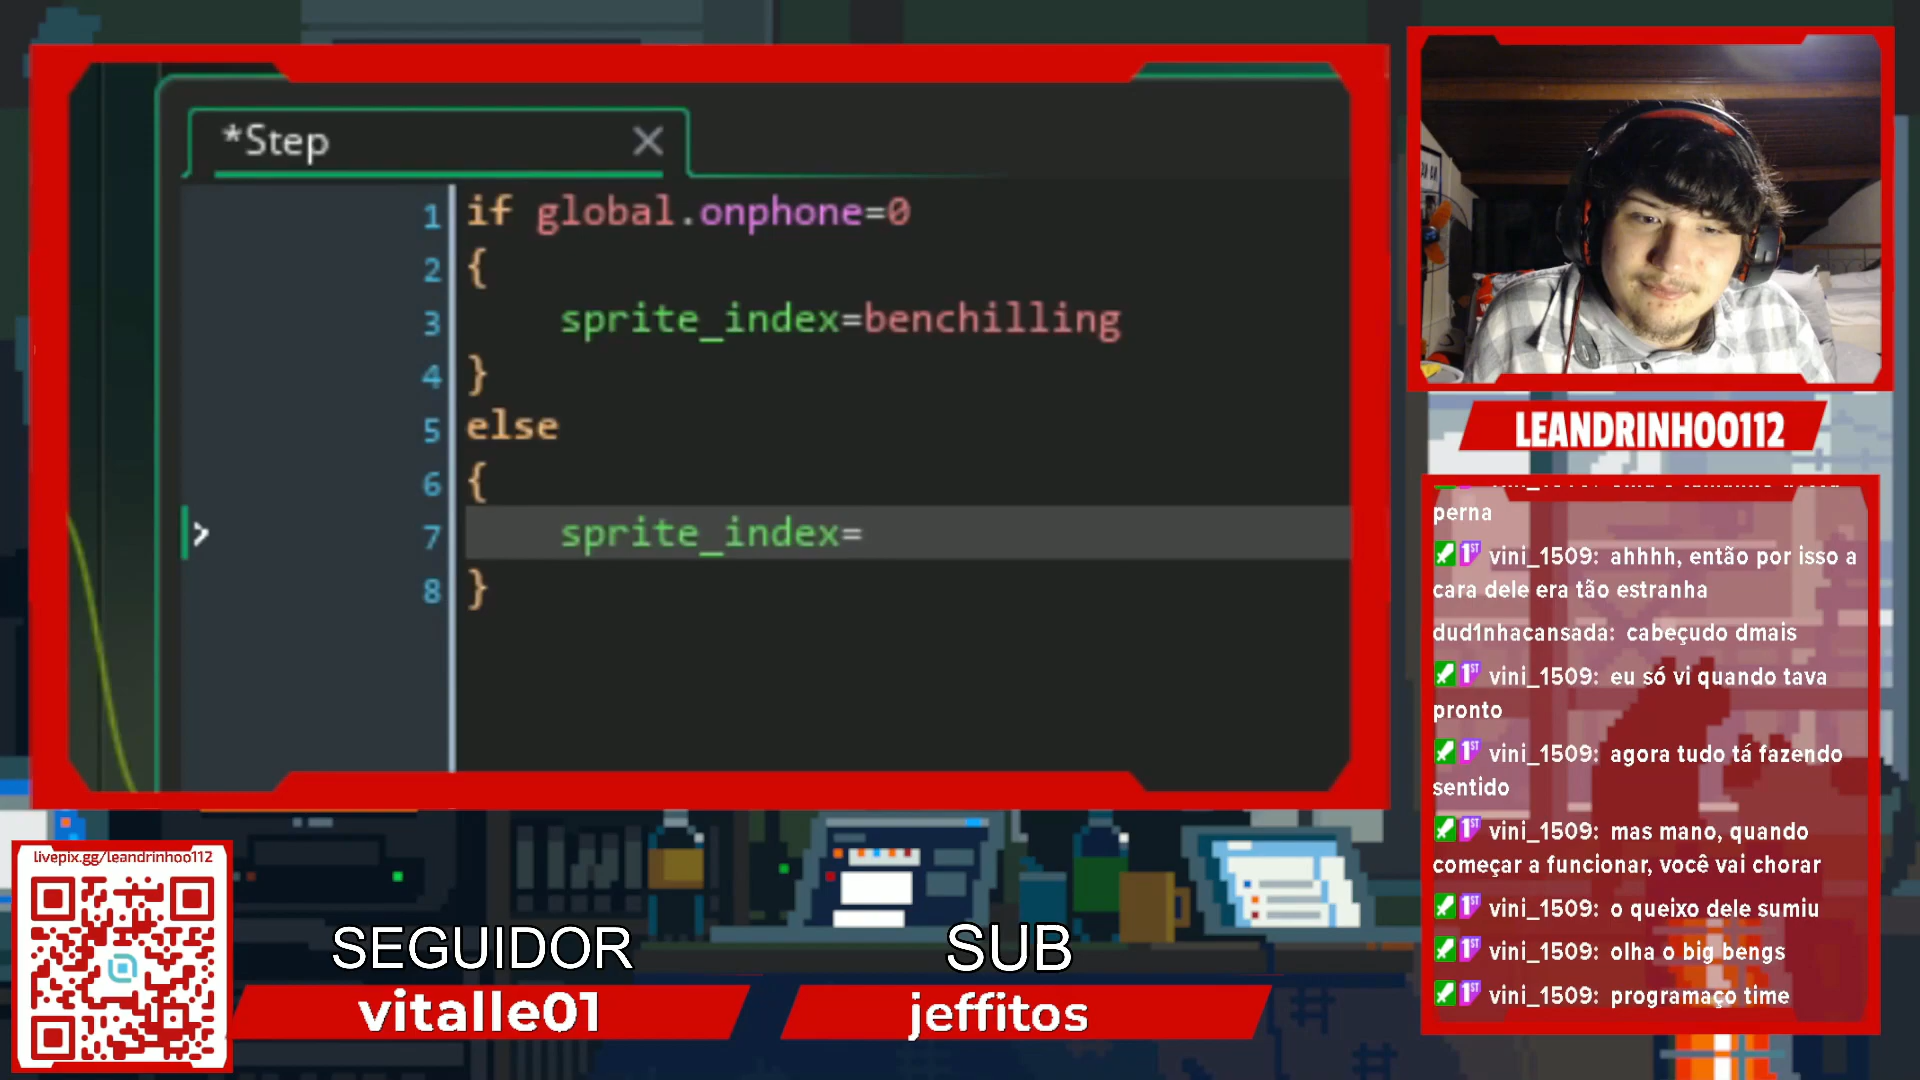 *Step
1 if global.onphone=0
2 {
3 sprite_index=benchilling
4 }
5 else
6 {
7 sprite_index=
8 }
LEANDRINHOO112
perna
vini_1509: ahhhh, então por isso a
cara dele era tão estranha
dud1nhacansada: cabeçudo dmais
vini_1509: eu só vi quando tava
pronto
vini_1509: agora tudo tá fazendo
sentido
vini_1509: mas mano, quando
começar a funcionar, você vai chorar
vini_1509: o queixo dele sumiu
vini_1509: olha o big bengs
vini_1509: programaço time
livepix.gg/leandrinhoo112
SEGUIDOR
vitalle01
SUB
jeffitos